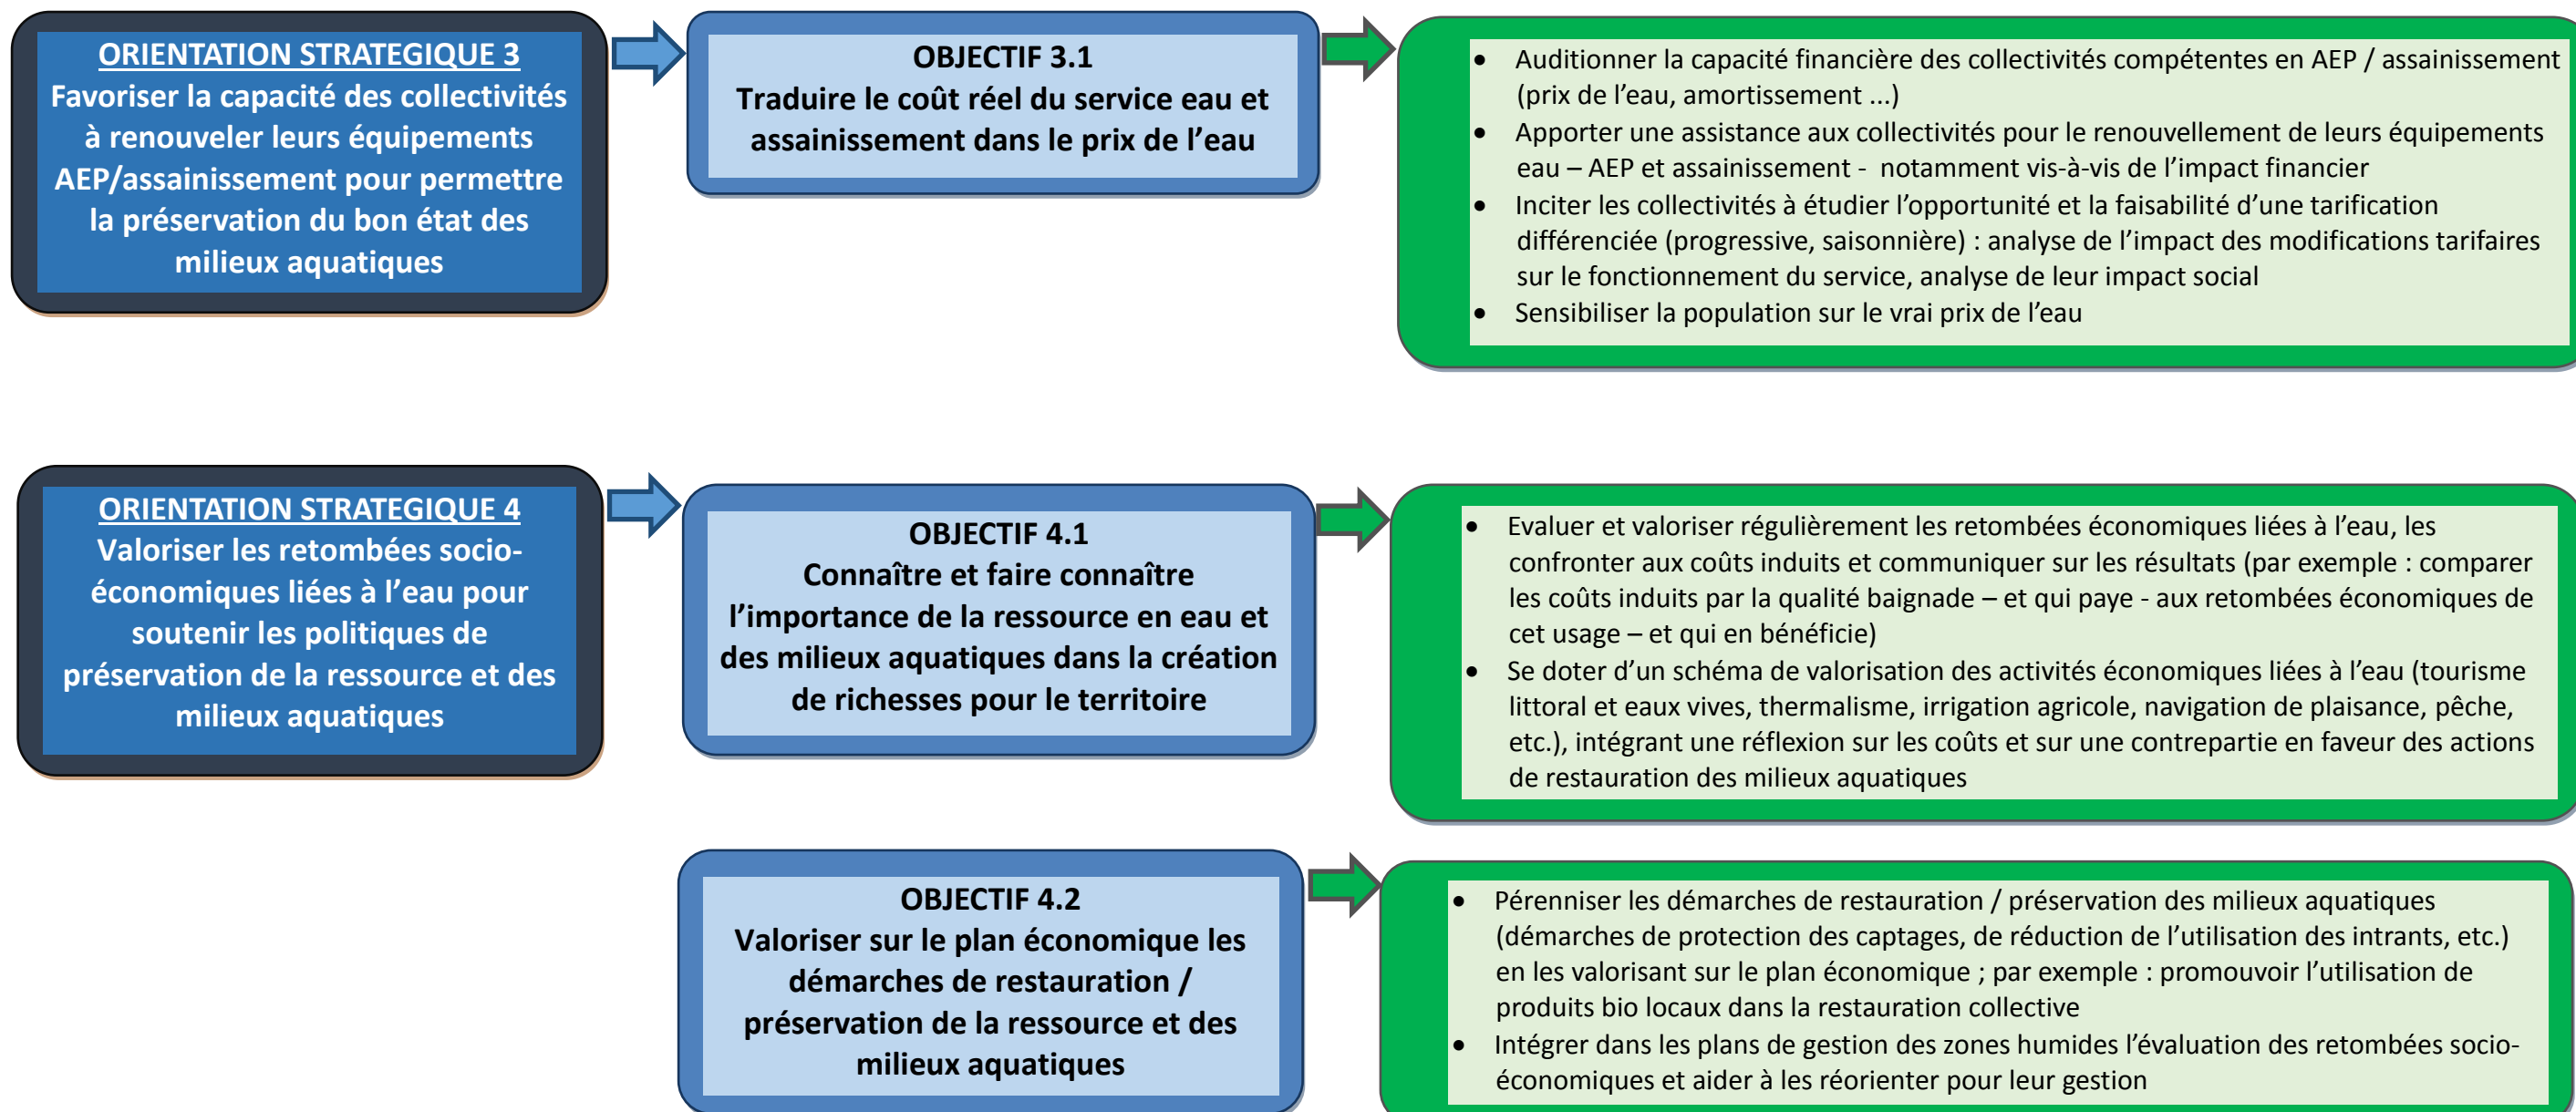 ORIENTATION STRATEGIQUE 3
Favoriser la capacité des collectivités
à renouveler leurs équipements
AEP/assainissement pour permettre
la préservation du bon état des
milieux aquatiques
OBJECTIF 3.1
Traduire le coût réel du service eau et
assainissement dans le prix de l’eau
• Auditionner la capacité financière des collectivités compétentes en AEP / assainissement
(prix de l’eau, amortissement ...)
• Apporter une assistance aux collectivités pour le renouvellement de leurs équipements
eau – AEP et assainissement - notamment vis-à-vis de l’impact financier
• Inciter les collectivités à étudier l’opportunité et la faisabilité d’une tarification
différenciée (progressive, saisonnière) : analyse de l’impact des modifications tarifaires
sur le fonctionnement du service, analyse de leur impact social
• Sensibiliser la population sur le vrai prix de l’eau
ORIENTATION STRATEGIQUE 4
Valoriser les retombées socio-
économiques liées à l’eau pour
soutenir les politiques de
préservation de la ressource et des
milieux aquatiques
OBJECTIF 4.1
Connaître et faire connaître
l’importance de la ressource en eau et
des milieux aquatiques dans la création
de richesses pour le territoire
• Evaluer et valoriser régulièrement les retombées économiques liées à l’eau, les
confronter aux coûts induits et communiquer sur les résultats (par exemple : comparer
les coûts induits par la qualité baignade – et qui paye - aux retombées économiques de
cet usage – et qui en bénéficie)
• Se doter d’un schéma de valorisation des activités économiques liées à l’eau (tourisme
littoral et eaux vives, thermalisme, irrigation agricole, navigation de plaisance, pêche,
etc.), intégrant une réflexion sur les coûts et sur une contrepartie en faveur des actions
de restauration des milieux aquatiques
OBJECTIF 4.2
Valoriser sur le plan économique les
démarches de restauration /
préservation de la ressource et des
milieux aquatiques
• Pérenniser les démarches de restauration / préservation des milieux aquatiques
(démarches de protection des captages, de réduction de l’utilisation des intrants, etc.)
en les valorisant sur le plan économique ; par exemple : promouvoir l’utilisation de
produits bio locaux dans la restauration collective
• Intégrer dans les plans de gestion des zones humides l’évaluation des retombées socio-
économiques et aider à les réorienter pour leur gestion